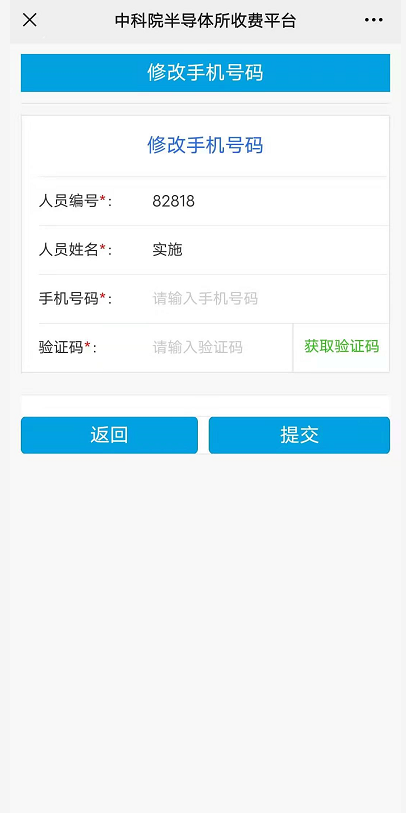 中科院半导体所收费平台
修改手机号码
修改手机号码
人员编号*: 82818
人员姓名*: 实施
手机号码*: 请输入手机号码
验证码*: 请输入验证码 获取验证码
返回 提交